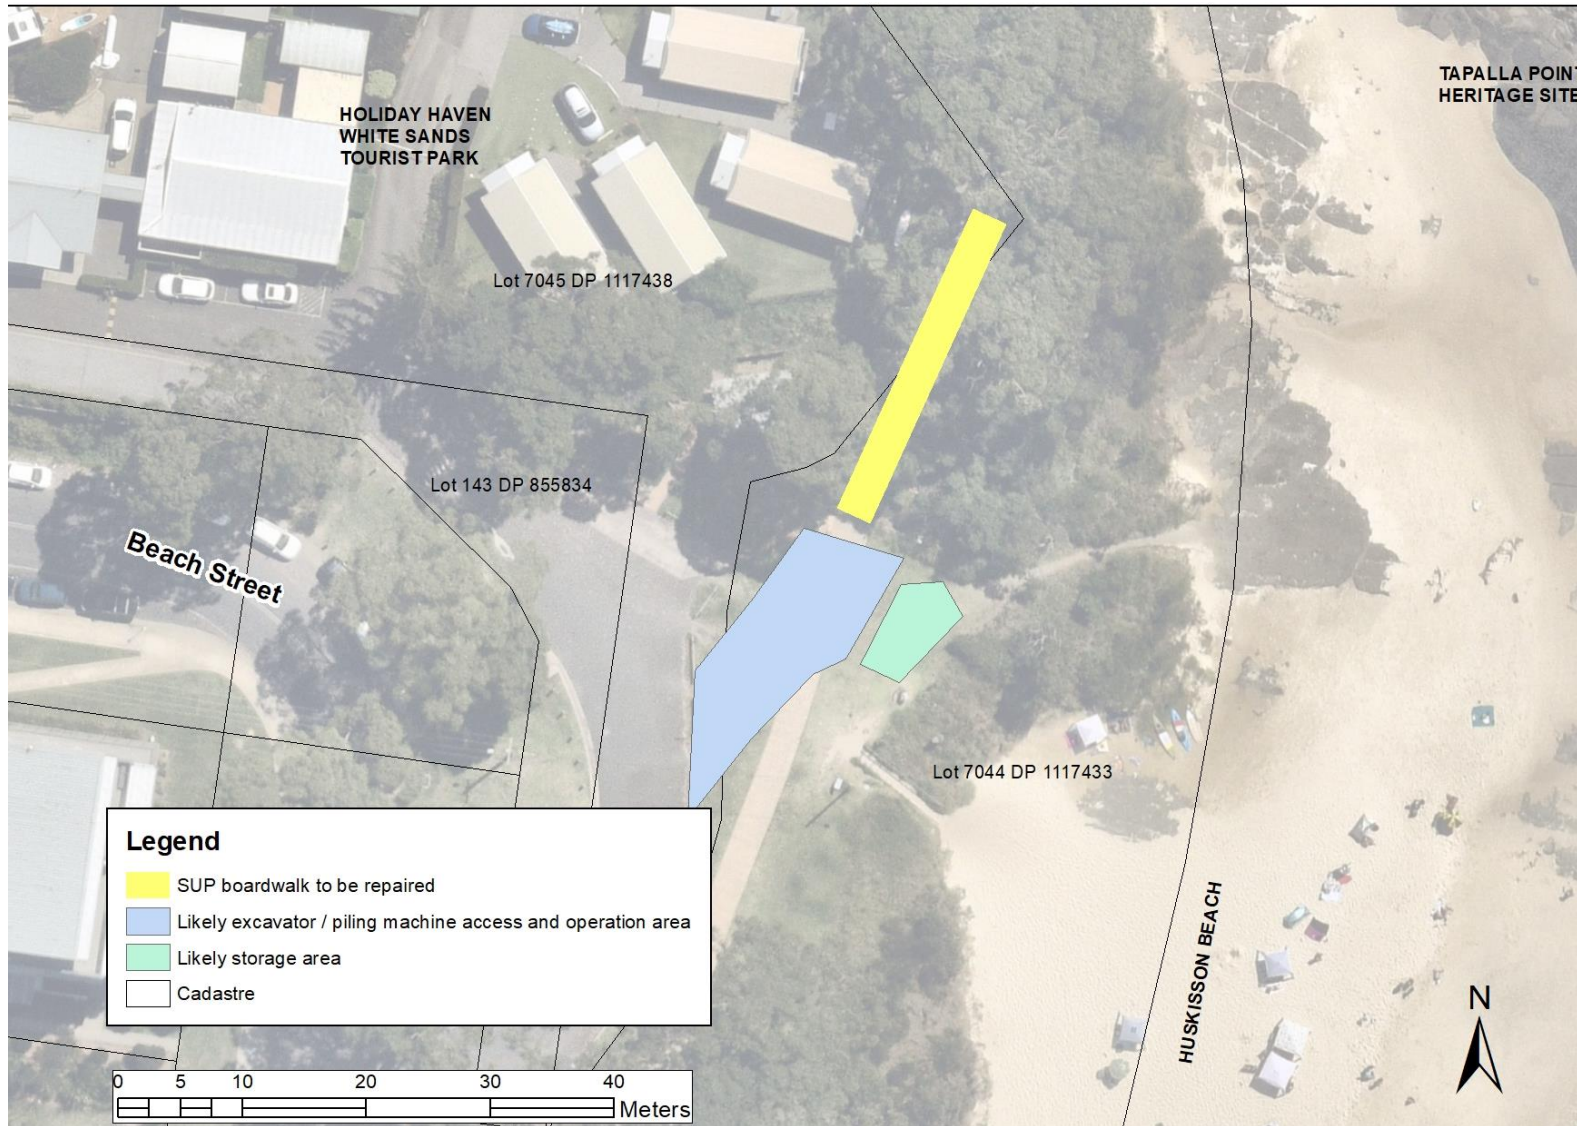 TAPALLA POINT
HERITAGE SITE
HOLIDAY HAVEN
WHITE SANDS
TOURIST PARK
Lot 7045 DP 1117438
Lot 143 DP 855834
Beach Street
Lot 7044 DP 1117433
Legend
SUP boardwalk to be repaired
Likely excavator / piling machine access and operation area
Likely storage area
Cadastre
HUSKISSON BEACH
N
0 5 10 20 30 40
Meters